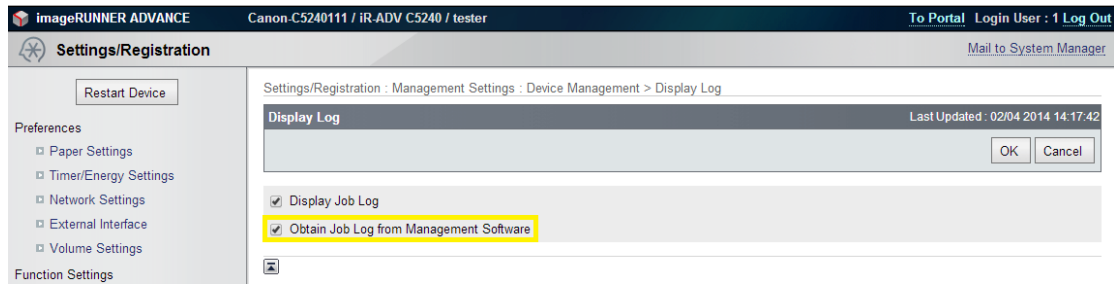 imageRUNNER ADVANCE Canon-C5240111 / iR-ADV C5240 / tester To Portal Login User : 1 Log Out
Settings/Registration Mail to System Manager
Restart Device
Preferences
Paper Settings
Timer/Energy Settings
Network Settings
External Interface
Volume Settings
Function Settings
Settings/Registration : Management Settings : Device Management > Display Log
Display Log Last Updated : 02/04 2014 14:17:42
OK Cancel
Display Job Log
Obtain Job Log from Management Software